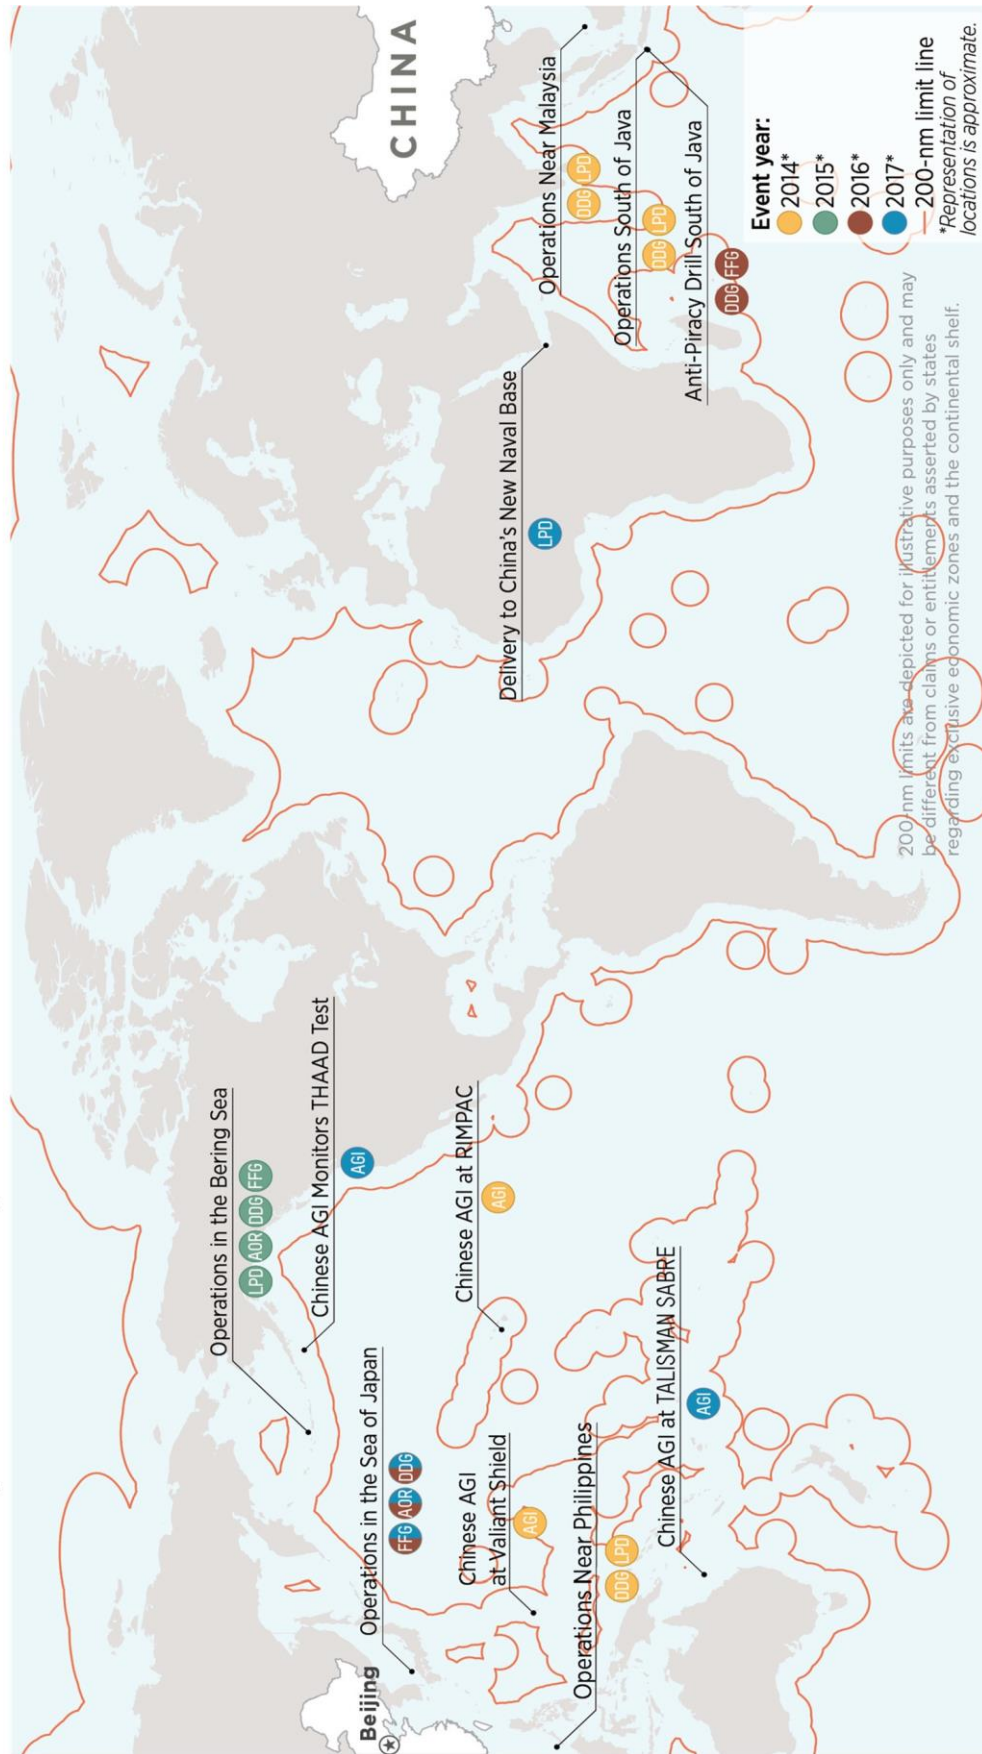 Operations in the Bering Sea
LPD AOR DDG FFG
Chinese AGI Monitors THAAD Test
AGI
Operations in the Sea of Japan
FFG AOR DDG
Beijing
Chinese AGI at RIMPAC
AGI
Chinese AGI
at Valiant Shield
AGI
Operations Near Philippines
DDG LPD
Chinese AGI at TALISMAN SABRE
AGI
Delivery to China's New Naval Base
LPD
CHINA
Operations Near Malaysia
DDG LPD
Operations South of Java
DDG LPD
Anti-Piracy Drill South of Java
DDG FFG
Event year:
2014*
2015*
2016*
2017*
200-nm limit line
*Representation of
locations is approximate.
200-nm limits are depicted for illustrative purposes only and may
be different from claims or entitlements asserted by states
regarding exclusive economic zones and the continental shelf.